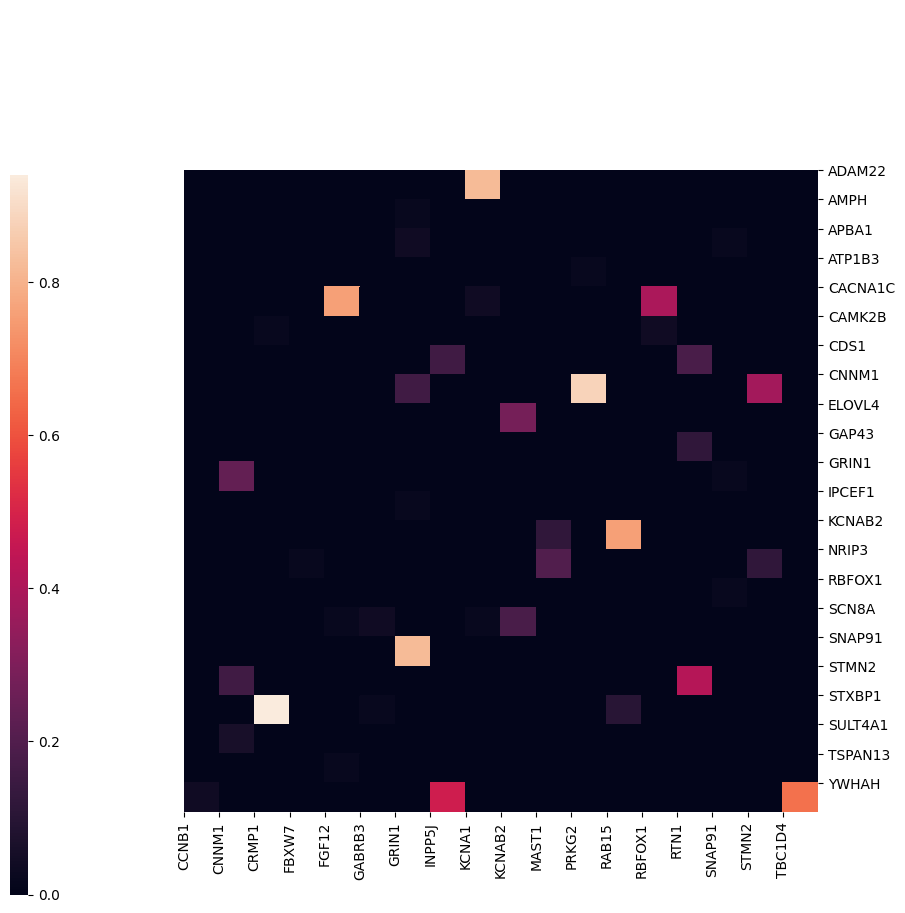 ADAM22
AMPH
APBA1
ATP1B3
CACNA1C
CAMK2B
CDS1
CNNM1
ELOVL4
GAP43
GRIN1
IPCEF1
KCNAB2
NRIP3
RBFOX1
SCN8A
SNAP91
STMN2
STXBP1
SULT4A1
TSPAN13
YWHAH
0.8
0.6
0.4
0.2
0.0
CCNB1
CNNM1
CRMP1
FBXW7
FGF12
GABRB3
GRIN1
INPP5J
KCNA1
KCNAB2
MAST1
PRKG2
RAB15
RBFOX1
RTN1
SNAP91
STMN2
TBC1D4